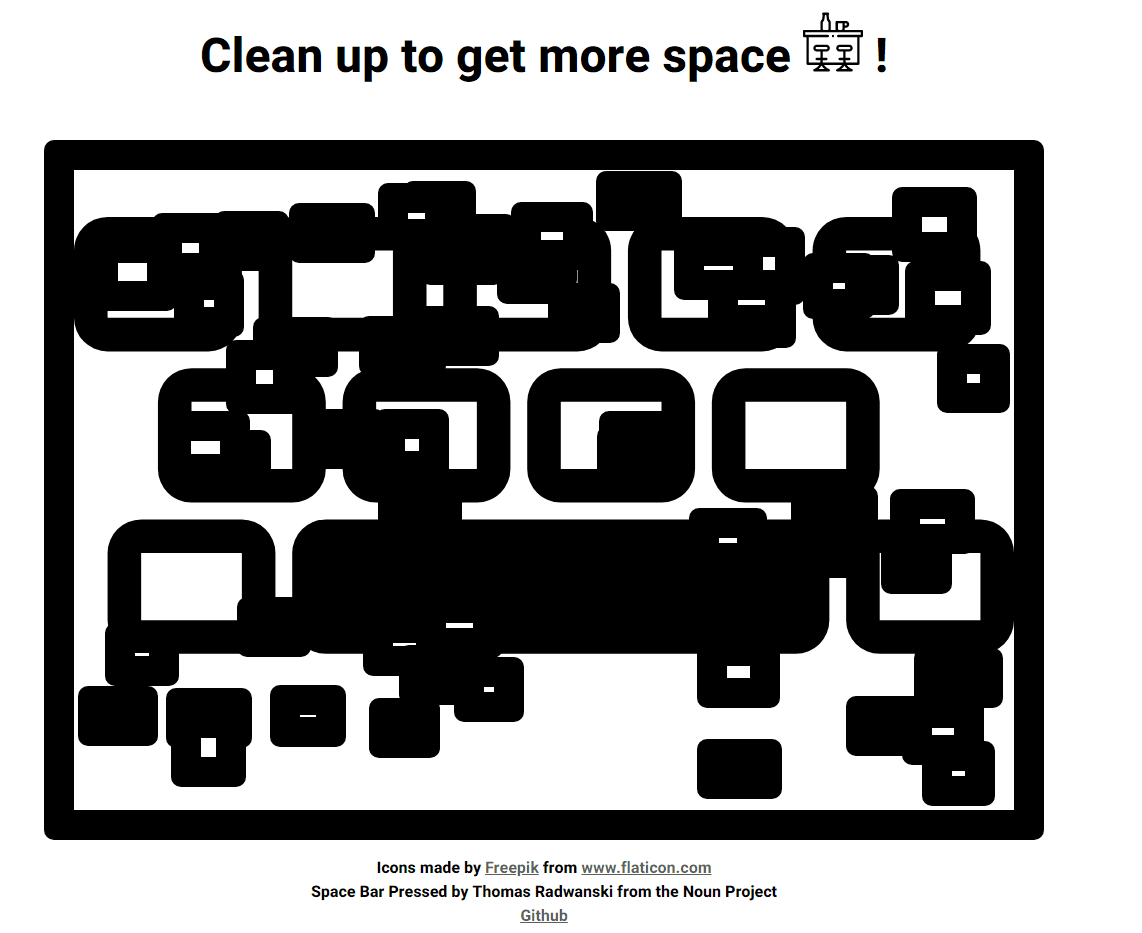 Clean up to get more space !
Icons made by Freepik from www.flaticon.com
Space Bar Pressed by Thomas Radwanski from the Noun Project
Github